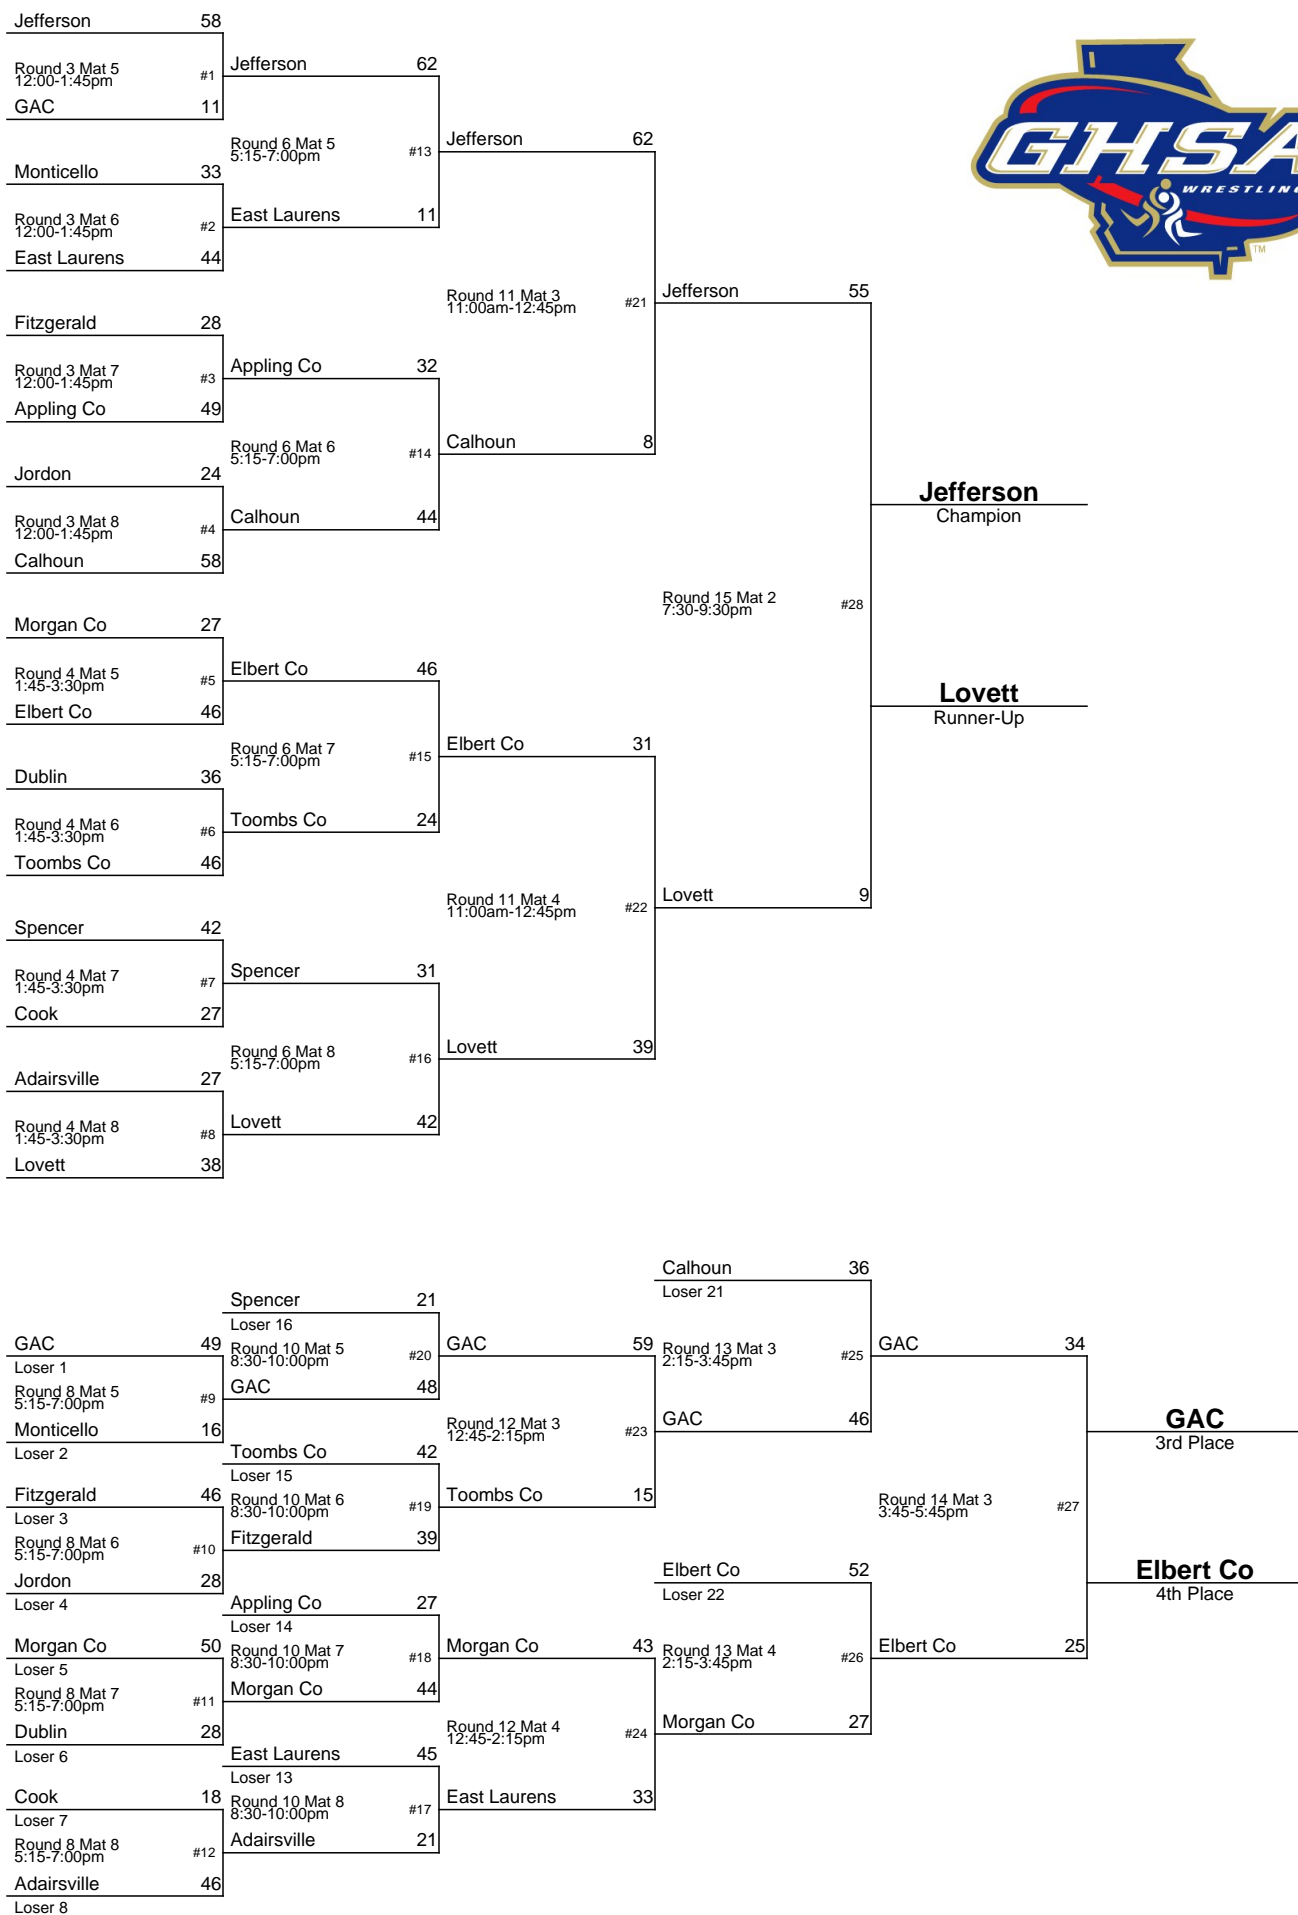 Jefferson 58
Round 3 Mat 5
12:00-1:45pm
#1
GAC 11
Jefferson 62
Round 6 Mat 5
5:15-7:00pm
#13
Monticello 33
Round 3 Mat 6
12:00-1:45pm
#2
East Laurens 44
East Laurens 11
Jefferson 62
Round 11 Mat 3
11:00am-12:45pm
#21
Fitzgerald 28
Round 3 Mat 7
12:00-1:45pm
#3
Appling Co 49
Appling Co 32
Round 6 Mat 6
5:15-7:00pm
#14
Jordon 24
Round 3 Mat 8
12:00-1:45pm
#4
Calhoun 58
Calhoun 44
Calhoun 8
Jefferson 55
GHSA
WRESTLING
TM
Jefferson
Champion
Round 15 Mat 2
7:30-9:30pm
#28
Lovett
Runner-Up
Morgan Co 27
Round 4 Mat 5
1:45-3:30pm
#5
Elbert Co 46
Elbert Co 46
Round 6 Mat 7
5:15-7:00pm
#15
Dublin 36
Round 4 Mat 6
1:45-3:30pm
#6
Toombs Co 46
Toombs Co 24
Elbert Co 31
Round 11 Mat 4
11:00am-12:45pm
#22
Lovett 9
Spencer 42
Round 4 Mat 7
1:45-3:30pm
#7
Cook 27
Spencer 31
Round 6 Mat 8
5:15-7:00pm
#16
Lovett 39
Adairsville 27
Round 4 Mat 8
1:45-3:30pm
#8
Lovett 38
Lovett 42
Calhoun 36
Loser 21
Spencer 21
Loser 16
Round 10 Mat 5
8:30-10:00pm
#20
GAC 48
GAC 49
Loser 1
Round 8 Mat 5
5:15-7:00pm
#9
Monticello 16
Loser 2
GAC 59
Round 12 Mat 3
12:45-2:15pm
#23
Round 13 Mat 3
2:15-3:45pm
#25
GAC 46
GAC 34
GAC
3rd Place
Toombs Co 42
Loser 15
Round 10 Mat 6
8:30-10:00pm
#19
Fitzgerald 39
Fitzgerald 46
Loser 3
Round 8 Mat 6
5:15-7:00pm
#10
Jordon 28
Loser 4
Toombs Co 15
Round 14 Mat 3
3:45-5:45pm
#27
Elbert Co 52
Loser 22
Elbert Co
4th Place
Appling Co 27
Loser 14
Round 10 Mat 7
8:30-10:00pm
#18
Morgan Co 44
Morgan Co 50
Loser 5
Round 8 Mat 7
5:15-7:00pm
#11
Dublin 28
Loser 6
Morgan Co 43
Round 12 Mat 4
12:45-2:15pm
#24
Round 13 Mat 4
2:15-3:45pm
#26
Elbert Co 25
Morgan Co 27
East Laurens 45
Loser 13
Round 10 Mat 8
8:30-10:00pm
#17
Adairsville 21
East Laurens 33
Cook 18
Loser 7
Round 8 Mat 8
5:15-7:00pm
#12
Adairsville 46
Loser 8